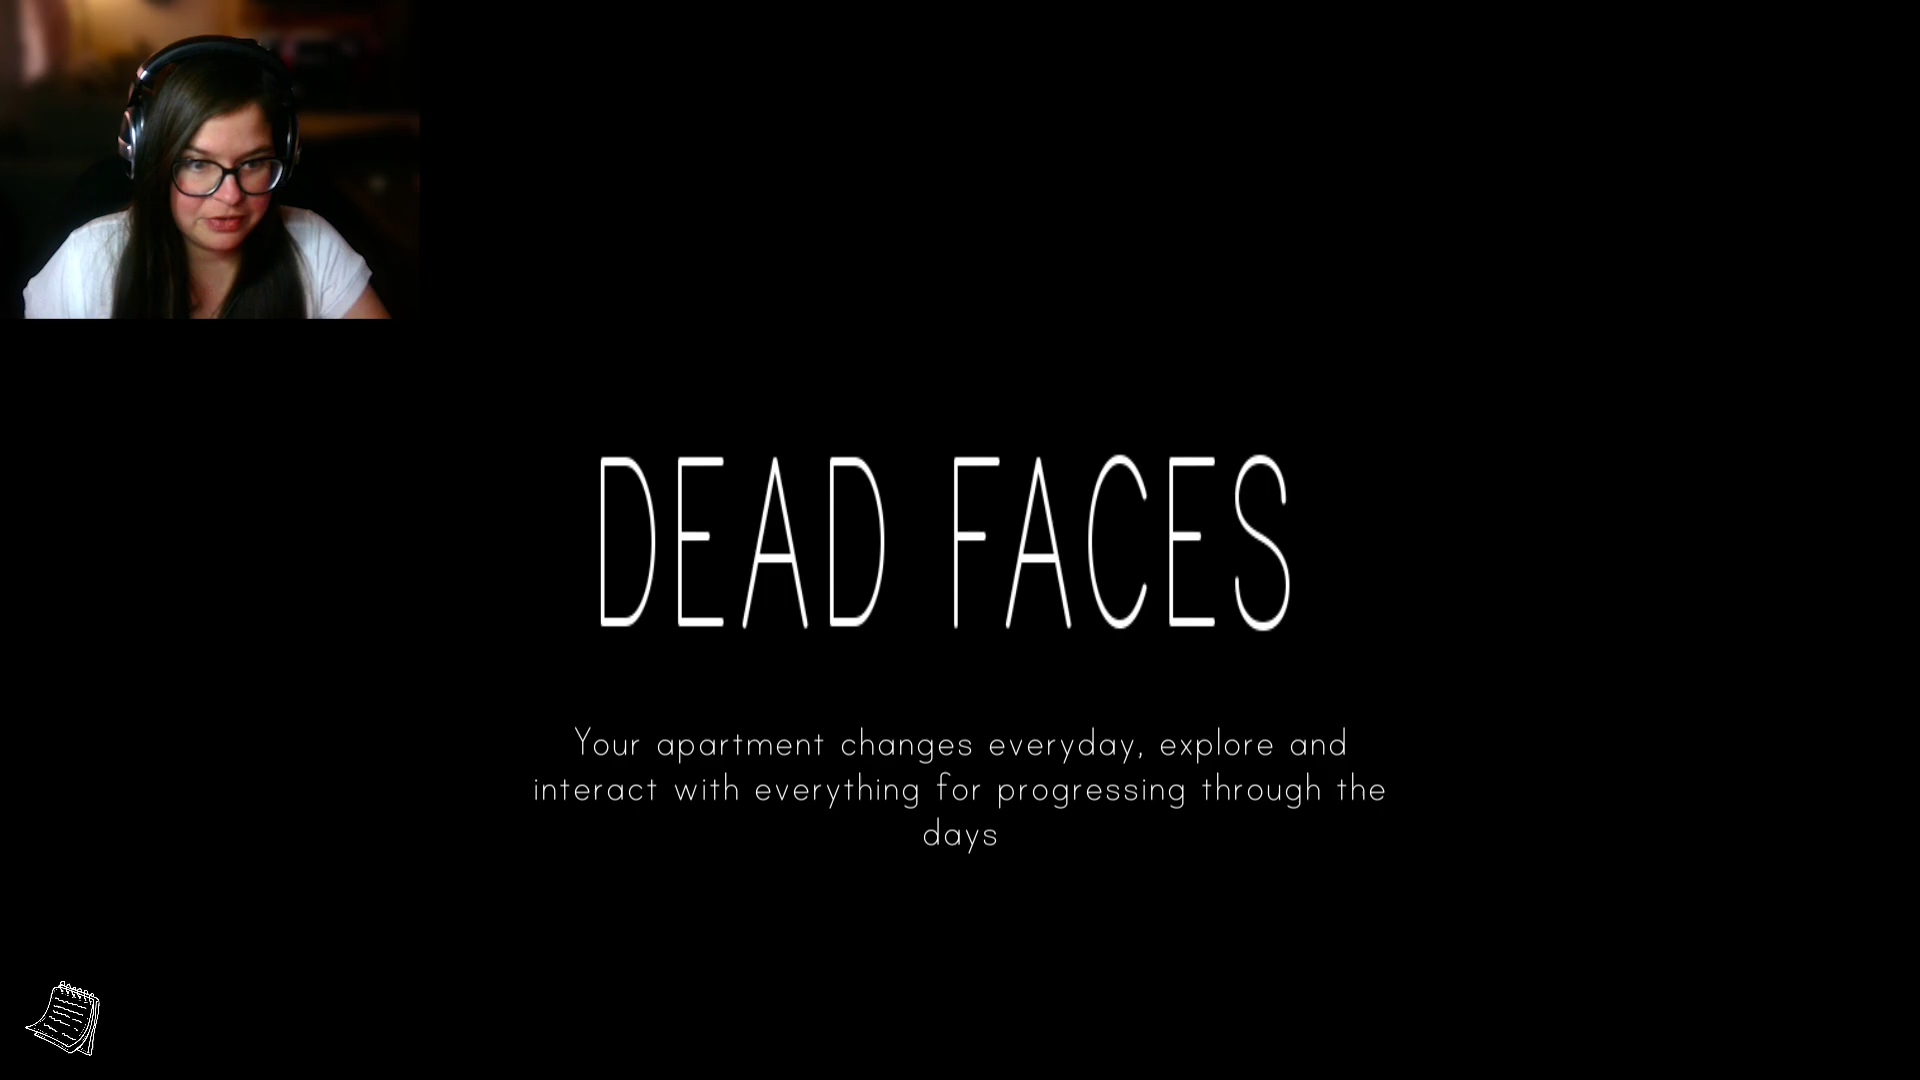 DEAD FACES
Your apartment changes everyday, explore and
interact with everything for progressing through the
days